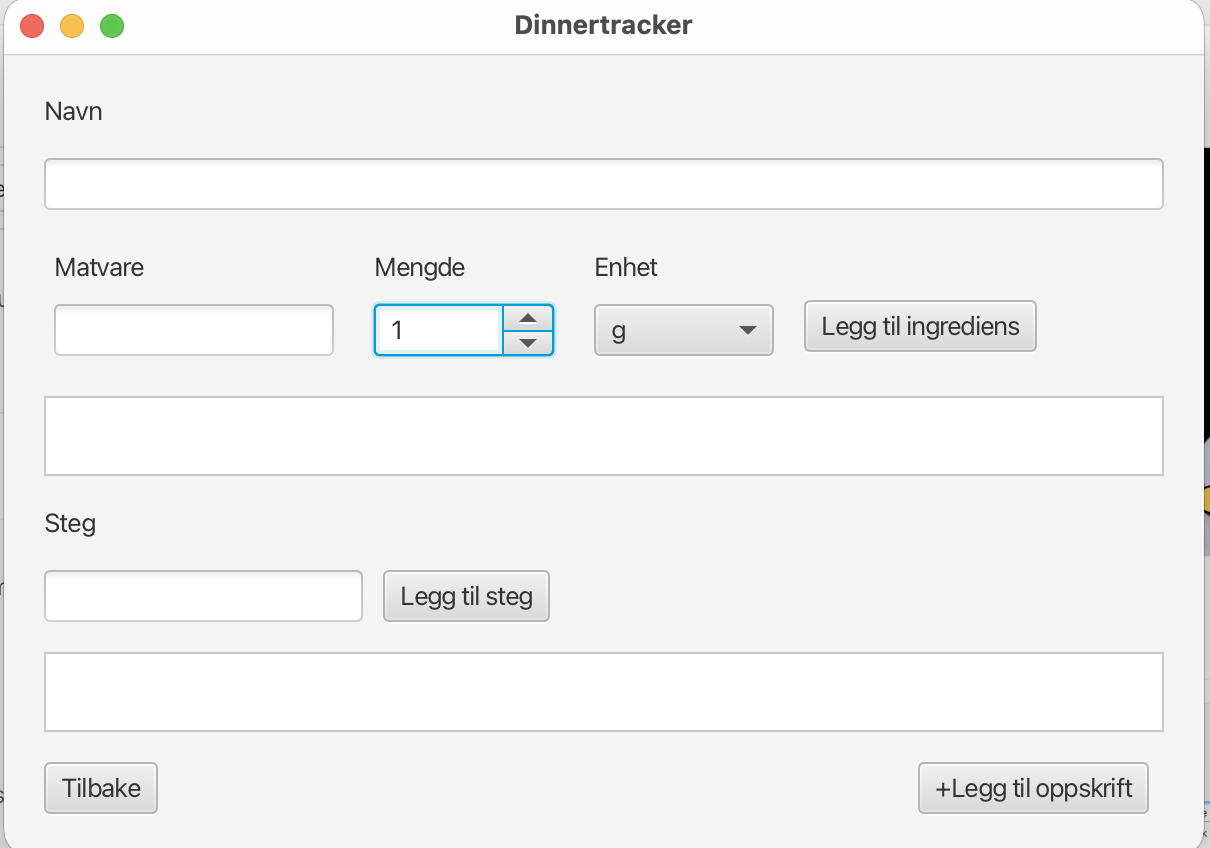 Dinnertracker
Navn
Matvare Mengde Enhet
1 g Legg til ingrediens
Steg
Legg til steg
Tilbake +Legg til oppskrift